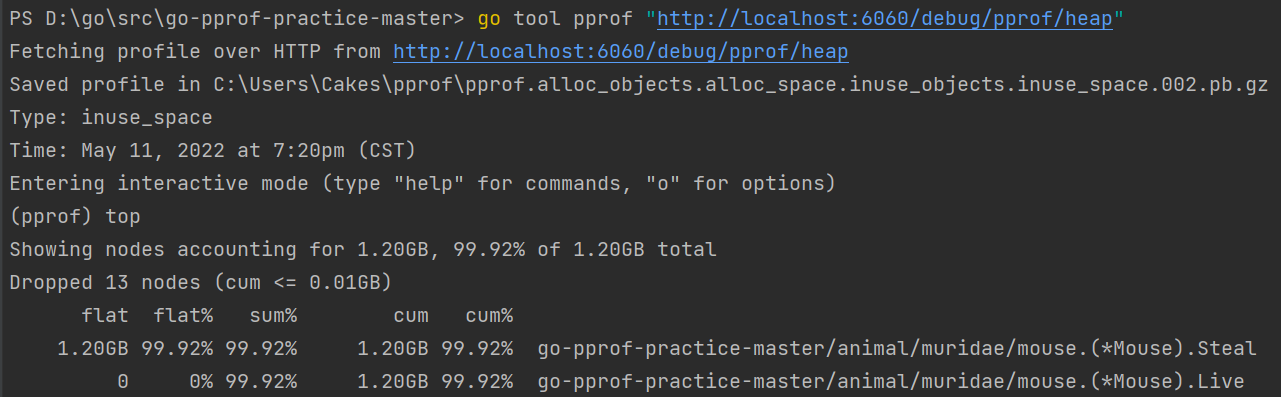 PS D:\go\src\go-pprof-practice-master> go tool pprof "http://localhost:6060/debug/pprof/heap"
Fetching profile over HTTP from http://localhost:6060/debug/pprof/heap
Saved profile in C:\Users\Cakes\pprof\pprof.alloc_objects.alloc_space.inuse_objects.inuse_space.002.pb.gz
Type: inuse_space
Time: May 11, 2022 at 7:20pm (CST)
Entering interactive mode (type "help" for commands, "o" for options)
(pprof) top
Showing nodes accounting for 1.20GB, 99.92% of 1.20GB total
Dropped 13 nodes (cum <= 0.01GB)
      flat  flat%   sum%        cum   cum%
    1.20GB 99.92% 99.92%     1.20GB 99.92%  go-pprof-practice-master/animal/muridae/mouse.(*Mouse).Steal
         0     0% 99.92%     1.20GB 99.92%  go-pprof-practice-master/animal/muridae/mouse.(*Mouse).Live